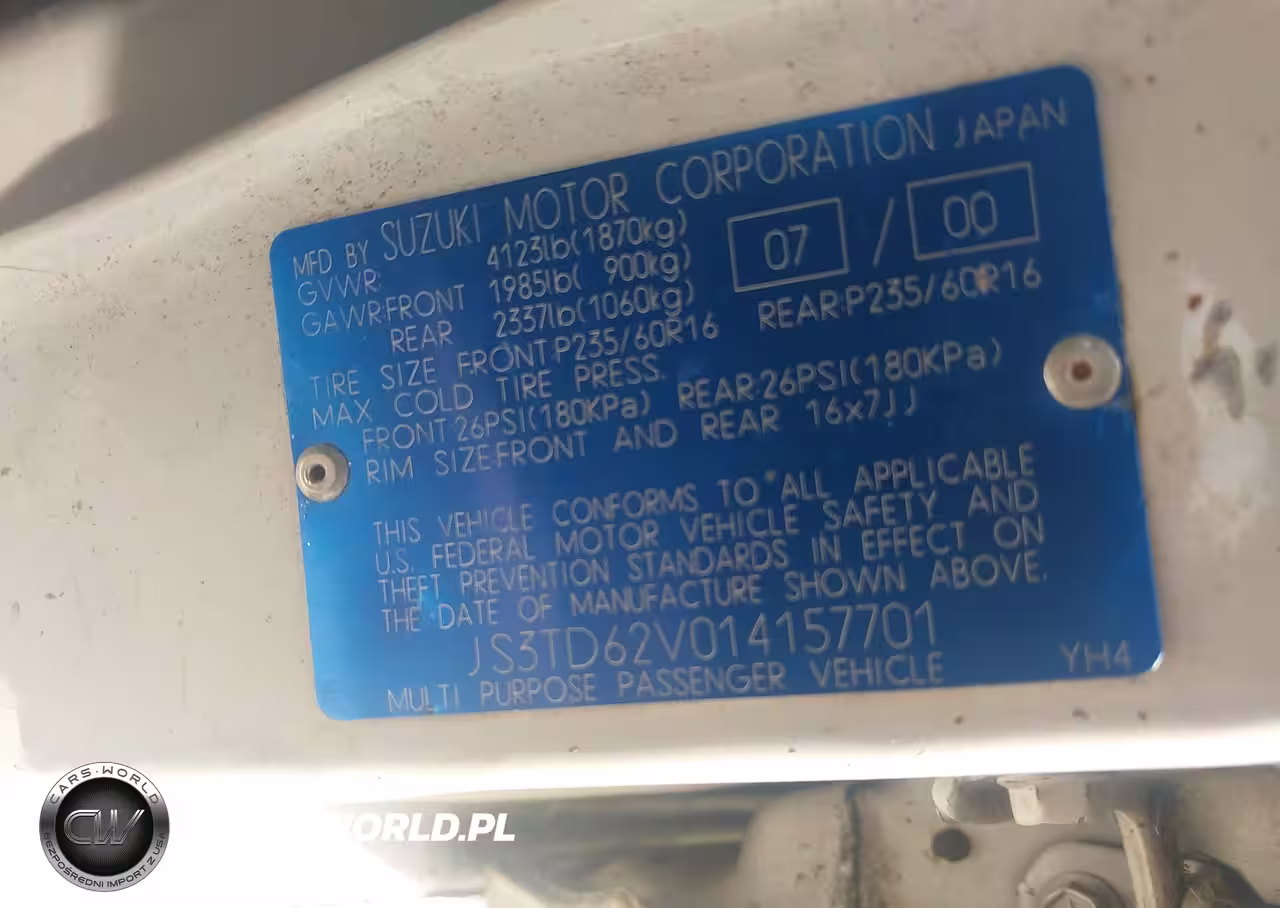 MFD BY SUZUKI MOTOR CORPORATION JAPAN
GVWR: 4123lb(1870kg)
07 / 00
GAWR:FRONT 1985lb( 900kg)
REAR 2337lb(1060kg)
TIRE SIZE FRONT:P235/60R16 REAR:P235/60R16
MAX COLD TIRE PRESS.
FRONT 26PSI(180KPa) REAR:26PSI(180KPa)
RIM SIZE:FRONT AND REAR 16x7JJ
THIS VEHICLE CONFORMS TO ALL APPLICABLE
U.S. FEDERAL MOTOR VEHICLE SAFETY AND
THEFT PREVENTION STANDARDS IN EFFECT ON
THE DATE OF MANUFACTURE SHOWN ABOVE.
JS3TD62V014157701
MULTI PURPOSE PASSENGER VEHICLE YH4
CARS-WORLD
CW
BEZPOŚREDNI IMPORT Z USA
WORLD.PL